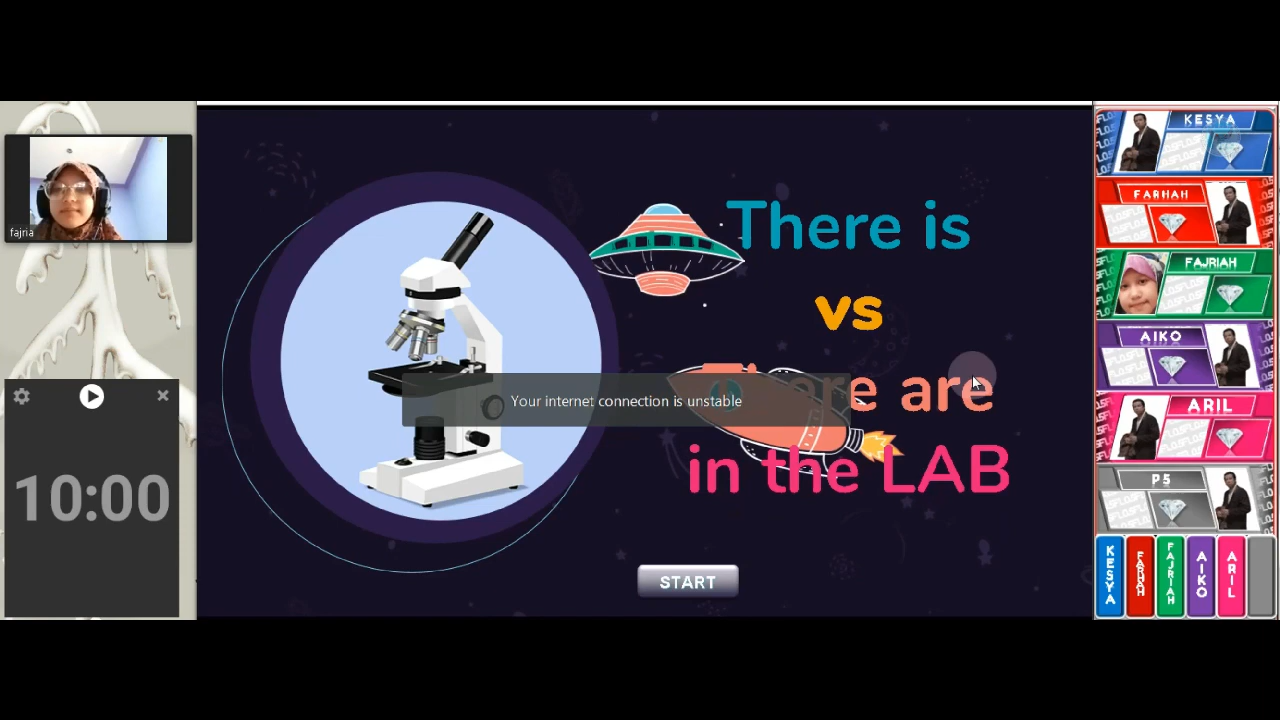 fajria
10:00
There is
vs
There are
in the LAB
Your internet connection is unstable
START
KESYA
FARHAH
FAJRIAH
AIKO
ARIL
P5
KESYA
FARHAH
FAJRIAH
AIKO
ARIL